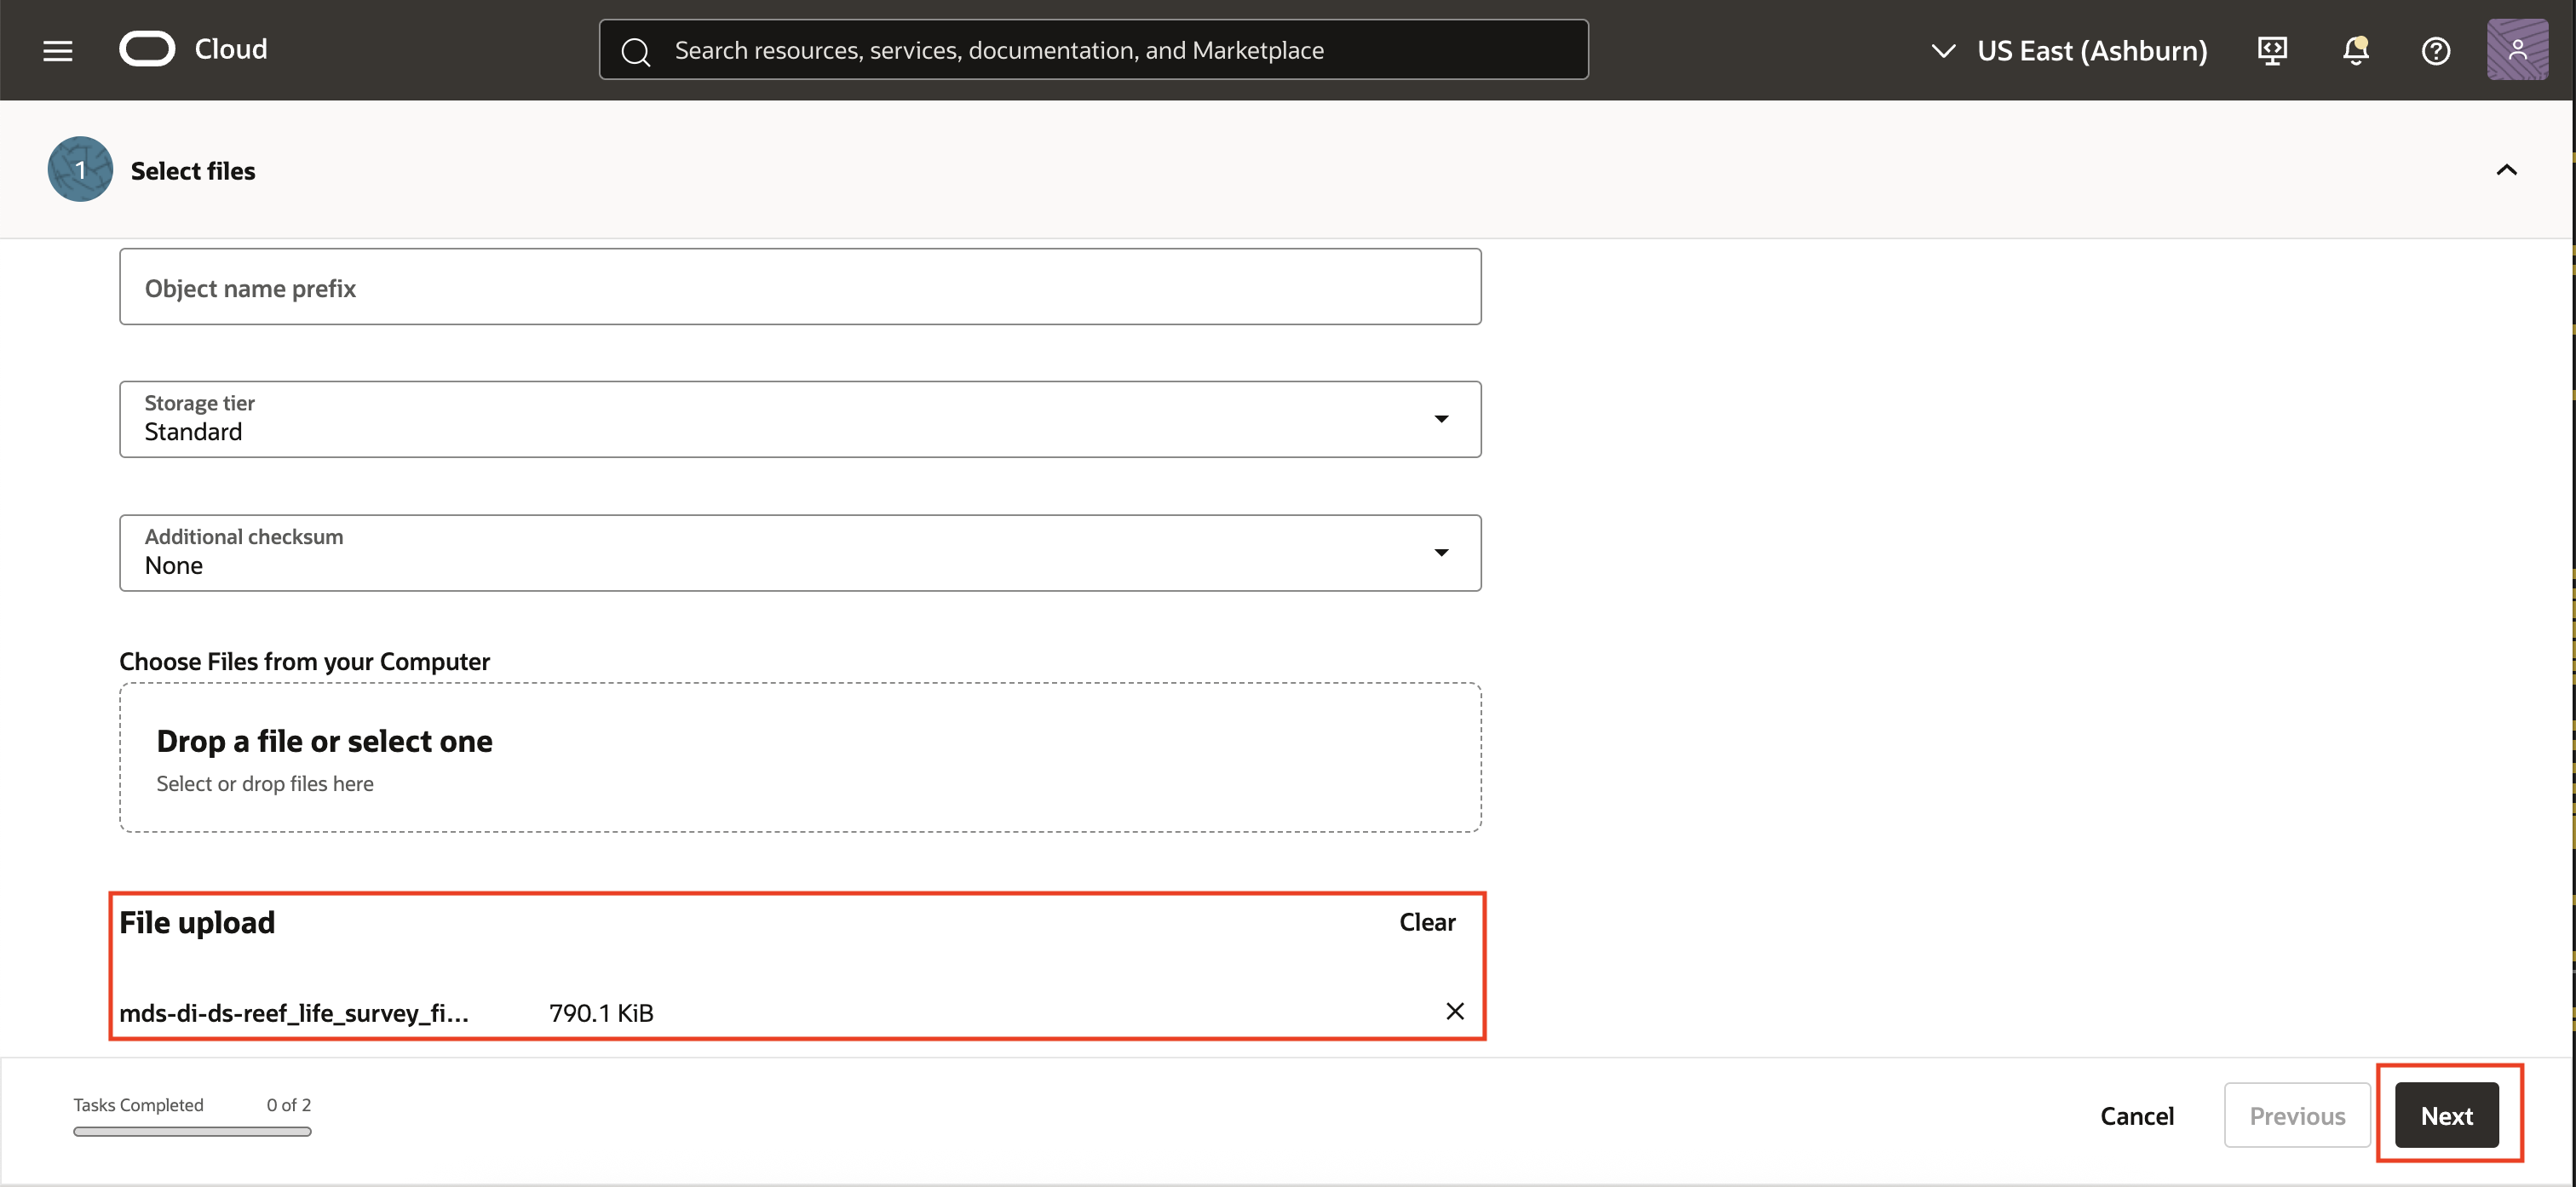 Cloud
Search resources, services, documentation, and Marketplace
US East (Ashburn)
1
Select files
Object name prefix
Storage tier
Standard
Additional checksum
None
Choose Files from your Computer
Drop a file or select one
Select or drop files here
File upload
Clear
mds-di-ds-reef_life_survey_fi...
790.1 KiB
Tasks Completed
0 of 2
Cancel
Previous
Next